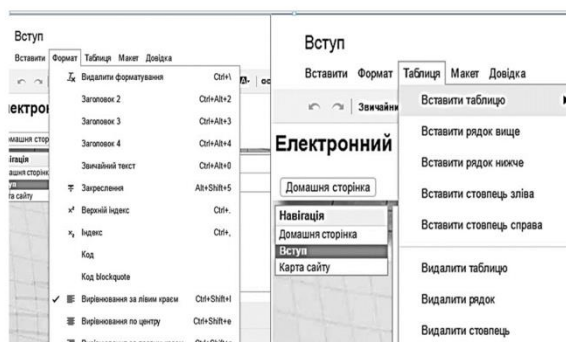 Вступ
Вставити Формат Таблиця Макет Довідка
Видалити форматування Ctrl+\
Заголовок 2 Ctrl+Alt+2
Заголовок 3 Ctrl+Alt+3
Заголовок 4 Ctrl+Alt+4
Звичайний текст Ctrl+Alt+0
Закреслення Alt+Shift+5
Верхній індекс Ctrl+.
Індекс Ctrl+,
Код
Код blockquote
Вирівнювання за лівим краєм Ctrl+Shift+l
Вирівнювання по центру Ctrl+Shift+e
Вступ
Вставити Формат Таблиця Макет Довідка
Звичайни
Електронний
Домашня сторінка
Навігація
Домашня сторінка
Вступ
Карта сайту
Вставити таблицю
Вставити рядок вище
Вставити рядок нижче
Вставити стовпець зліва
Вставити стовпець справа
Видалити таблицю
Видалити рядок
Видалити стовпець